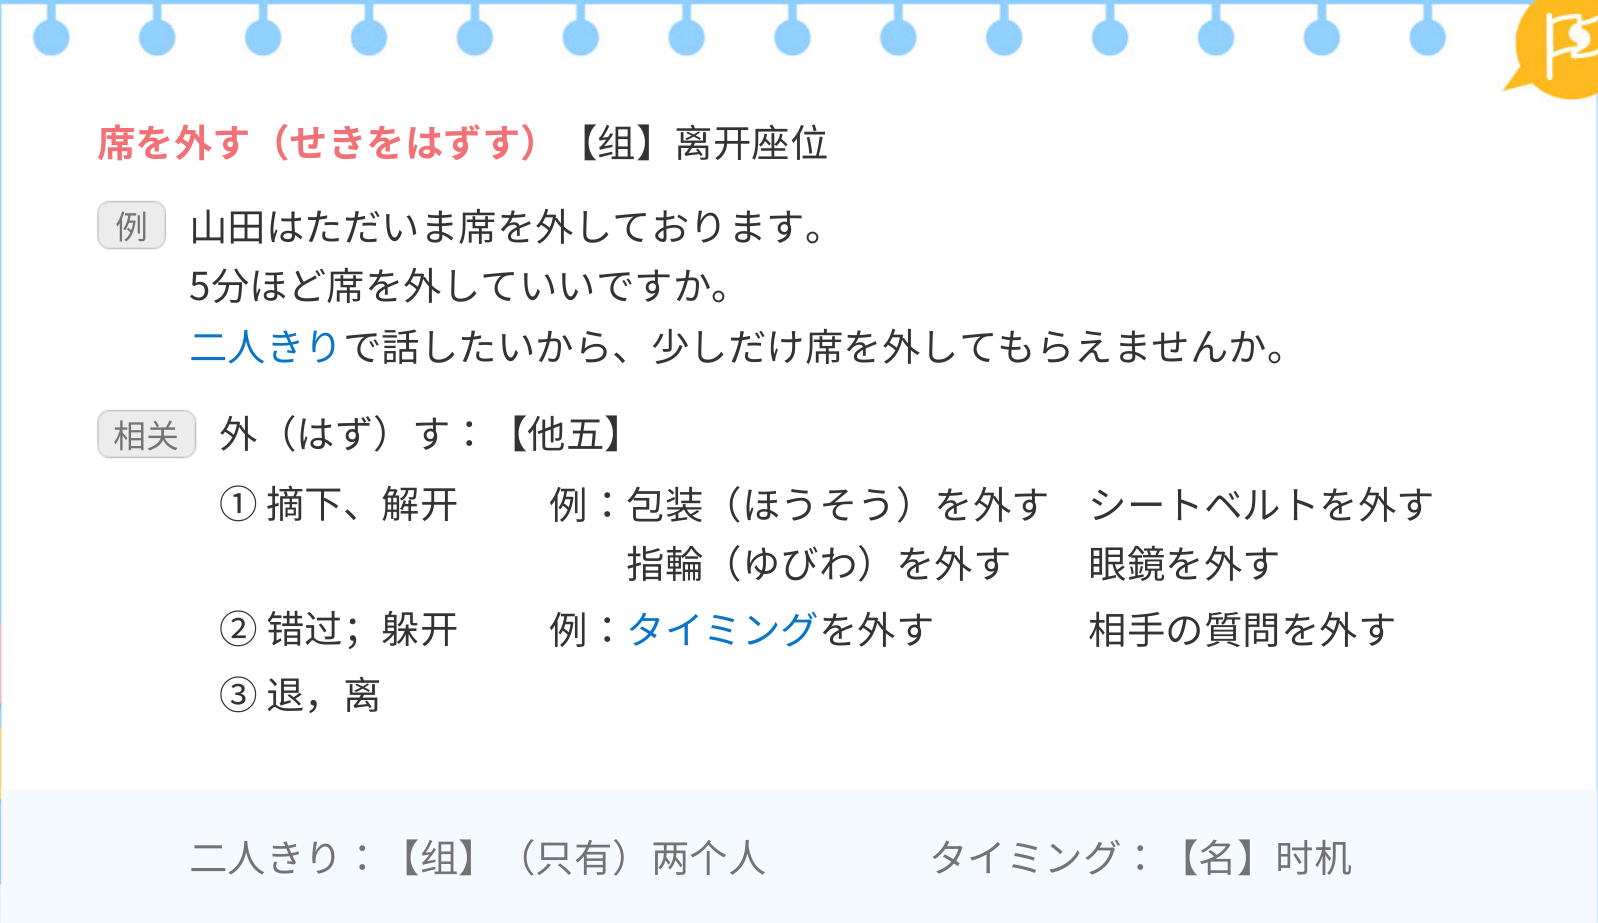 席を外す（せきをはずす）【组】离开座位
例 山田はただいま席を外しております。
5分ほど席を外していいですか。
二人きりで話したいから、少しだけ席を外してもらえませんか。
相关 外（はず）す：【他五】
① 摘下、解开 例：包装（ほうそう）を外す シートベルトを外す
指輪（ゆびわ）を外す 眼鏡を外す
② 错过；躲开 例：タイミングを外す 相手の質問を外す
③ 退，离
二人きり：【组】（只有）两个人 タイミング：【名】时机